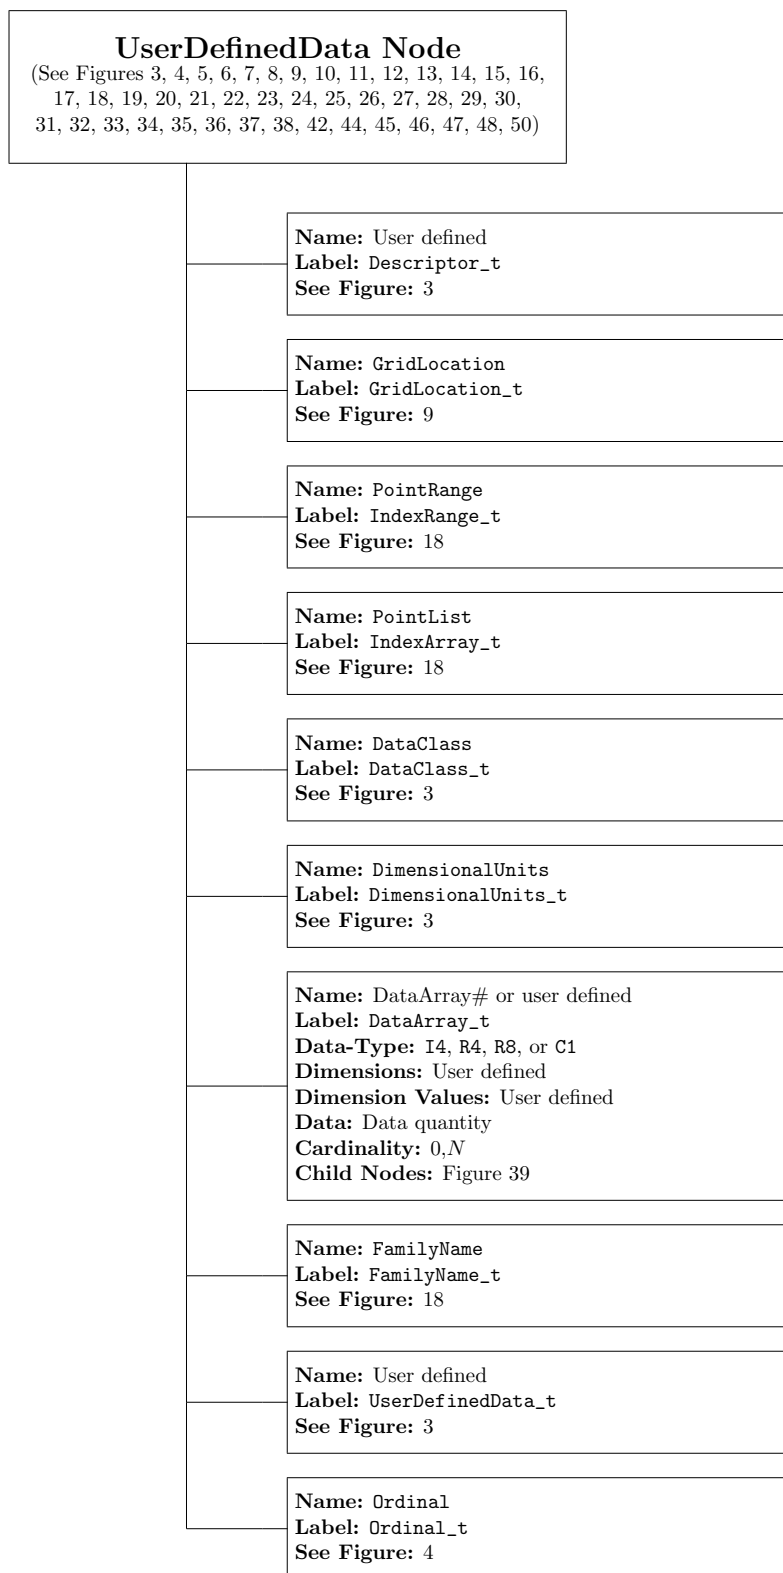 UserDefinedData Node
(See Figures 3, 4, 5, 6, 7, 8, 9, 10, 11, 12, 13, 14, 15, 16,
17, 18, 19, 20, 21, 22, 23, 24, 25, 26, 27, 28, 29, 30,
31, 32, 33, 34, 35, 36, 37, 38, 42, 44, 45, 46, 47, 48, 50)
Name: User defined
Label: Descriptor_t
See Figure: 3
Name: GridLocation
Label: GridLocation_t
See Figure: 9
Name: PointRange
Label: IndexRange_t
See Figure: 18
Name: PointList
Label: IndexArray_t
See Figure: 18
Name: DataClass
Label: DataClass_t
See Figure: 3
Name: DimensionalUnits
Label: DimensionalUnits_t
See Figure: 3
Name: DataArray# or user defined
Label: DataArray_t
Data-Type: I4, R4, R8, or C1
Dimensions: User defined
Dimension Values: User defined
Data: Data quantity
Cardinality: 0,N
Child Nodes: Figure 39
Name: FamilyName
Label: FamilyName_t
See Figure: 18
Name: User defined
Label: UserDefinedData_t
See Figure: 3
Name: Ordinal
Label: Ordinal_t
See Figure: 4